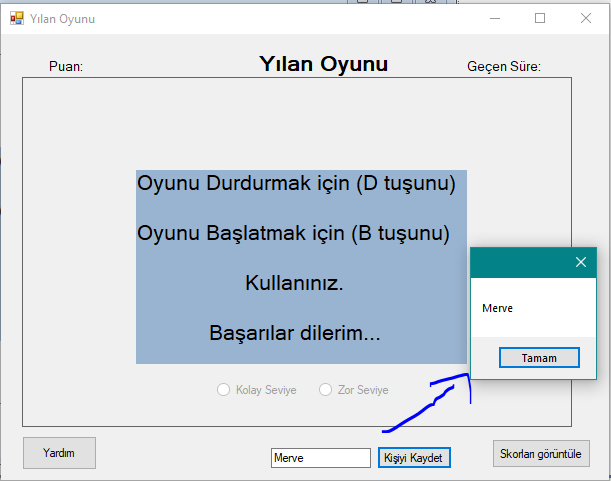 Yılan Oyunu
Puan:
Yılan Oyunu
Geçen Süre:
Oyunu Durdurmak için (D tuşunu)
Oyunu Başlatmak için (B tuşunu)
Kullanınız.
Başarılar dilerim...
Merve
Tamam
Kolay Seviye
Zor Seviye
Yardım
Merve
Kişiyi Kaydet
Skorları görüntüle